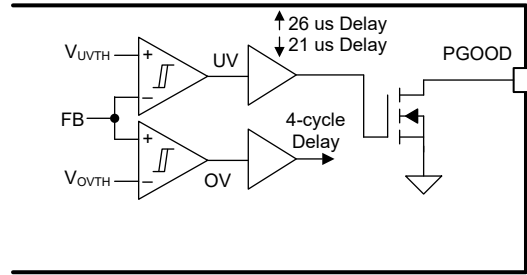 26 us Delay
21 us Delay
PGOOD
VUVTH
+
UV
−
FB
+
4-cycle
Delay
VOVTH
−
OV